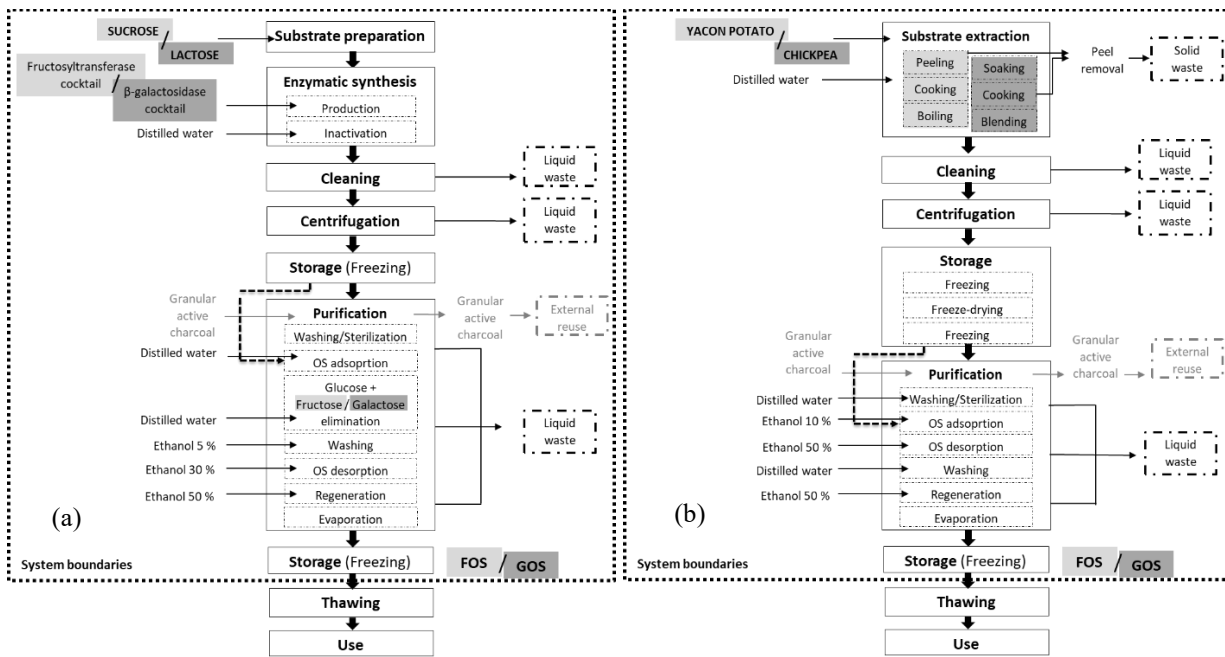 SUCROSE
/
LACTOSE
Substrate preparation
Fructosyltransferase
cocktail
/
β-galactosidase
cocktail
Enzymatic synthesis
Production
Distilled water
Inactivation
Cleaning
Liquid
waste
Centrifugation
Liquid
waste
Storage (Freezing)
Granular
active
charcoal
Purification
Granular
active
charcoal
External
reuse
Washing/Sterilization
Distilled water
OS adsorption
Glucose +
Fructose / Galactose
Distilled water
elimination
Liquid
waste
Ethanol 5 %
Washing
Ethanol 30 %
OS desorption
Ethanol 50 %
Regeneration
(a)
Evaporation
System boundaries
Storage (Freezing)
FOS / GOS
Thawing
Use
YACON POTATO
/
CHICKPEA
Substrate extraction
Peeling
Soaking
Peel
removal
Solid
waste
Distilled water
Cooking
Cooking
Boiling
Blending
Cleaning
Liquid
waste
Centrifugation
Liquid
waste
Storage
Freezing
Freeze-drying
Freezing
Granular
active
charcoal
Purification
Granular
active
charcoal
External
reuse
Distilled water
Washing/Sterilization
Ethanol 10 %
OS adsoprtion
Ethanol 50 %
OS desorption
Liquid
waste
Distilled water
Washing
Ethanol 50 %
Regeneration
(b)
Evaporation
System boundaries
Storage (Freezing)
FOS / GOS
Thawing
Use